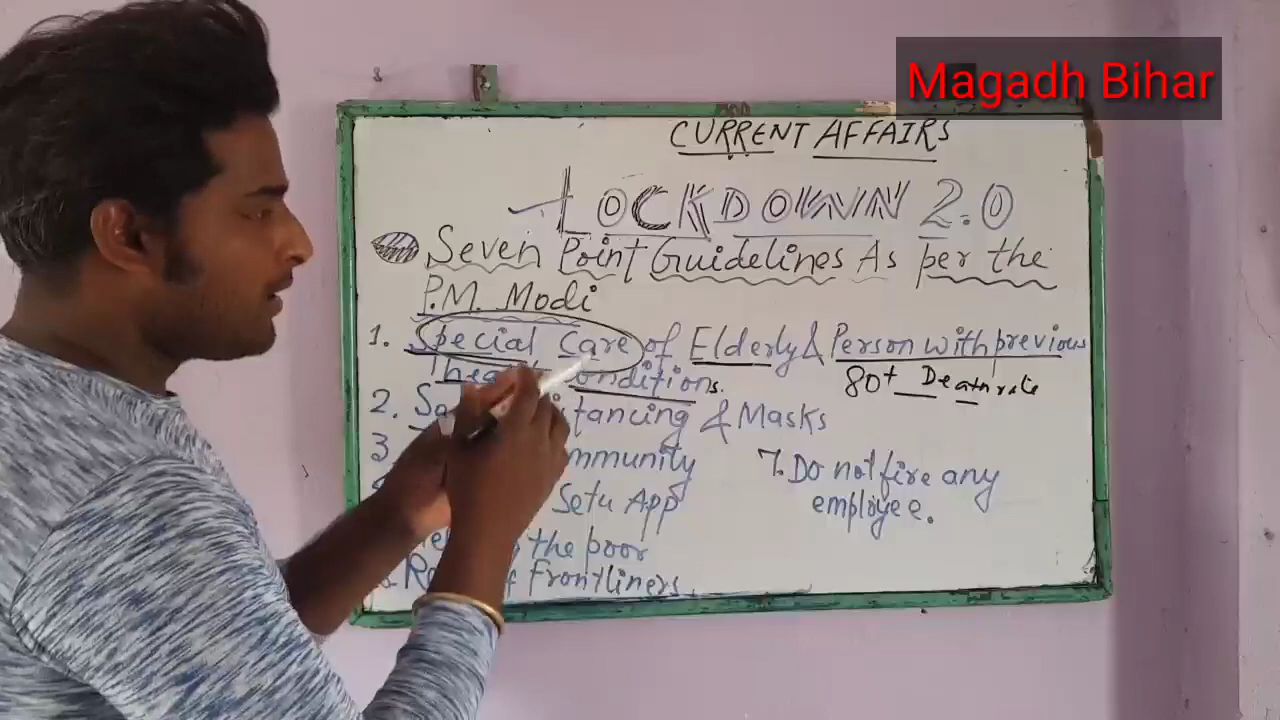 Magadh Bihar
CURRENT AFFAIRS
LOCKDOWN 2.0
Seven Point Guidelines As per the
P.M. Modi
1. Special Care of Elderly & Person with previous
conditions.
80+ Death rate
2. &  Masks
3
Setu App
the poor
Frontliners.
7. Do not fire any
employee.